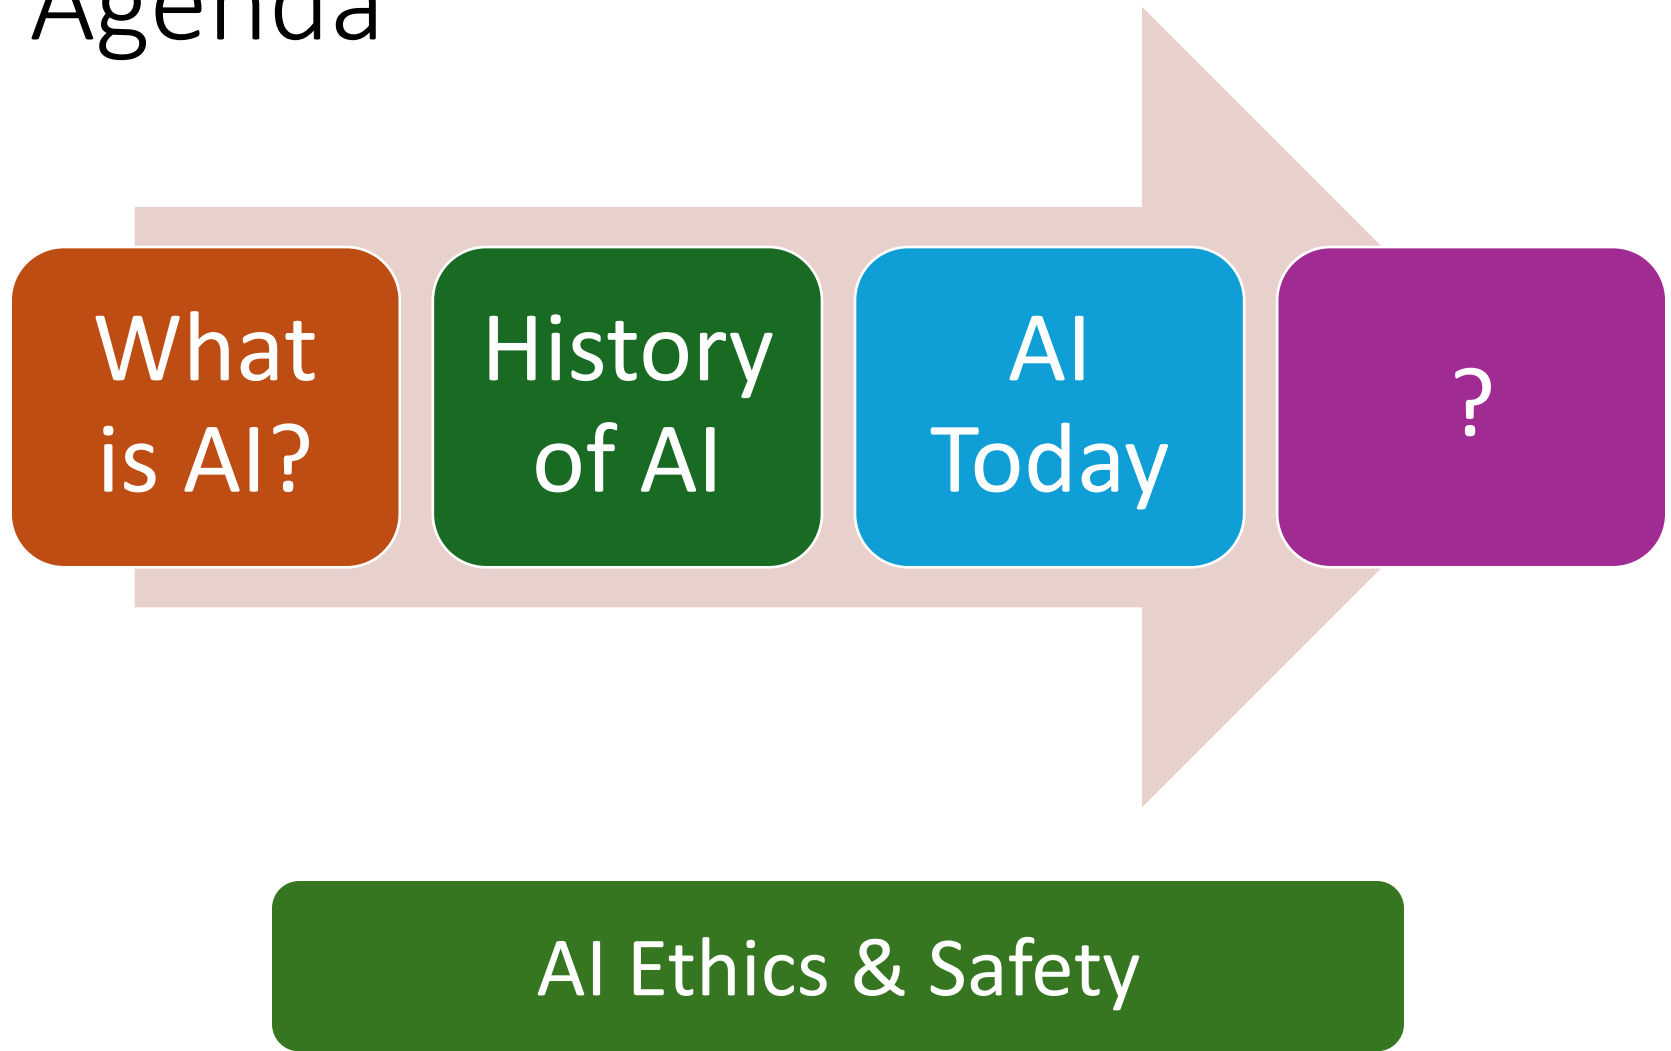 Agenda
What
is AI?
History
of AI
AI
Today
?
AI Ethics & Safety